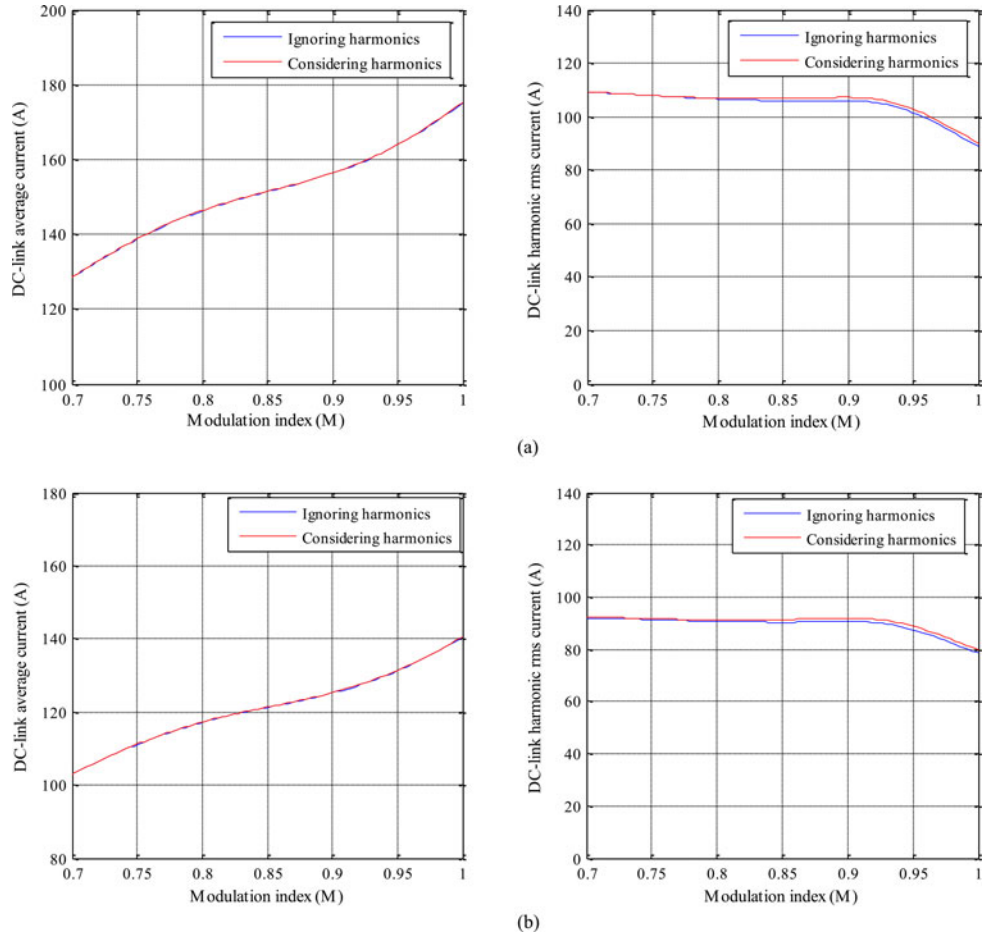 200
180
160
140
120
100
DC-link average current (A)
Ignoring harmonics
Considering harmonics
0.7 0.75 0.8 0.85 0.9 0.95 1
Modulation index (M)
140
120
100
80
60
40
20
0
DC-link harmonic rms current (A)
Ignoring harmonics
Considering harmonics
0.7 0.75 0.8 0.85 0.9 0.95 1
Modulation index (M)
(a)
180
160
140
120
100
80
DC-link average current (A)
Ignoring harmonics
Considering harmonics
0.7 0.75 0.8 0.85 0.9 0.95 1
Modulation index (M)
140
120
100
80
60
40
20
0
DC-link harmonic rms current (A)
Ignoring harmonics
Considering harmonics
0.7 0.75 0.8 0.85 0.9 0.95 1
Modulation index (M)
(b)